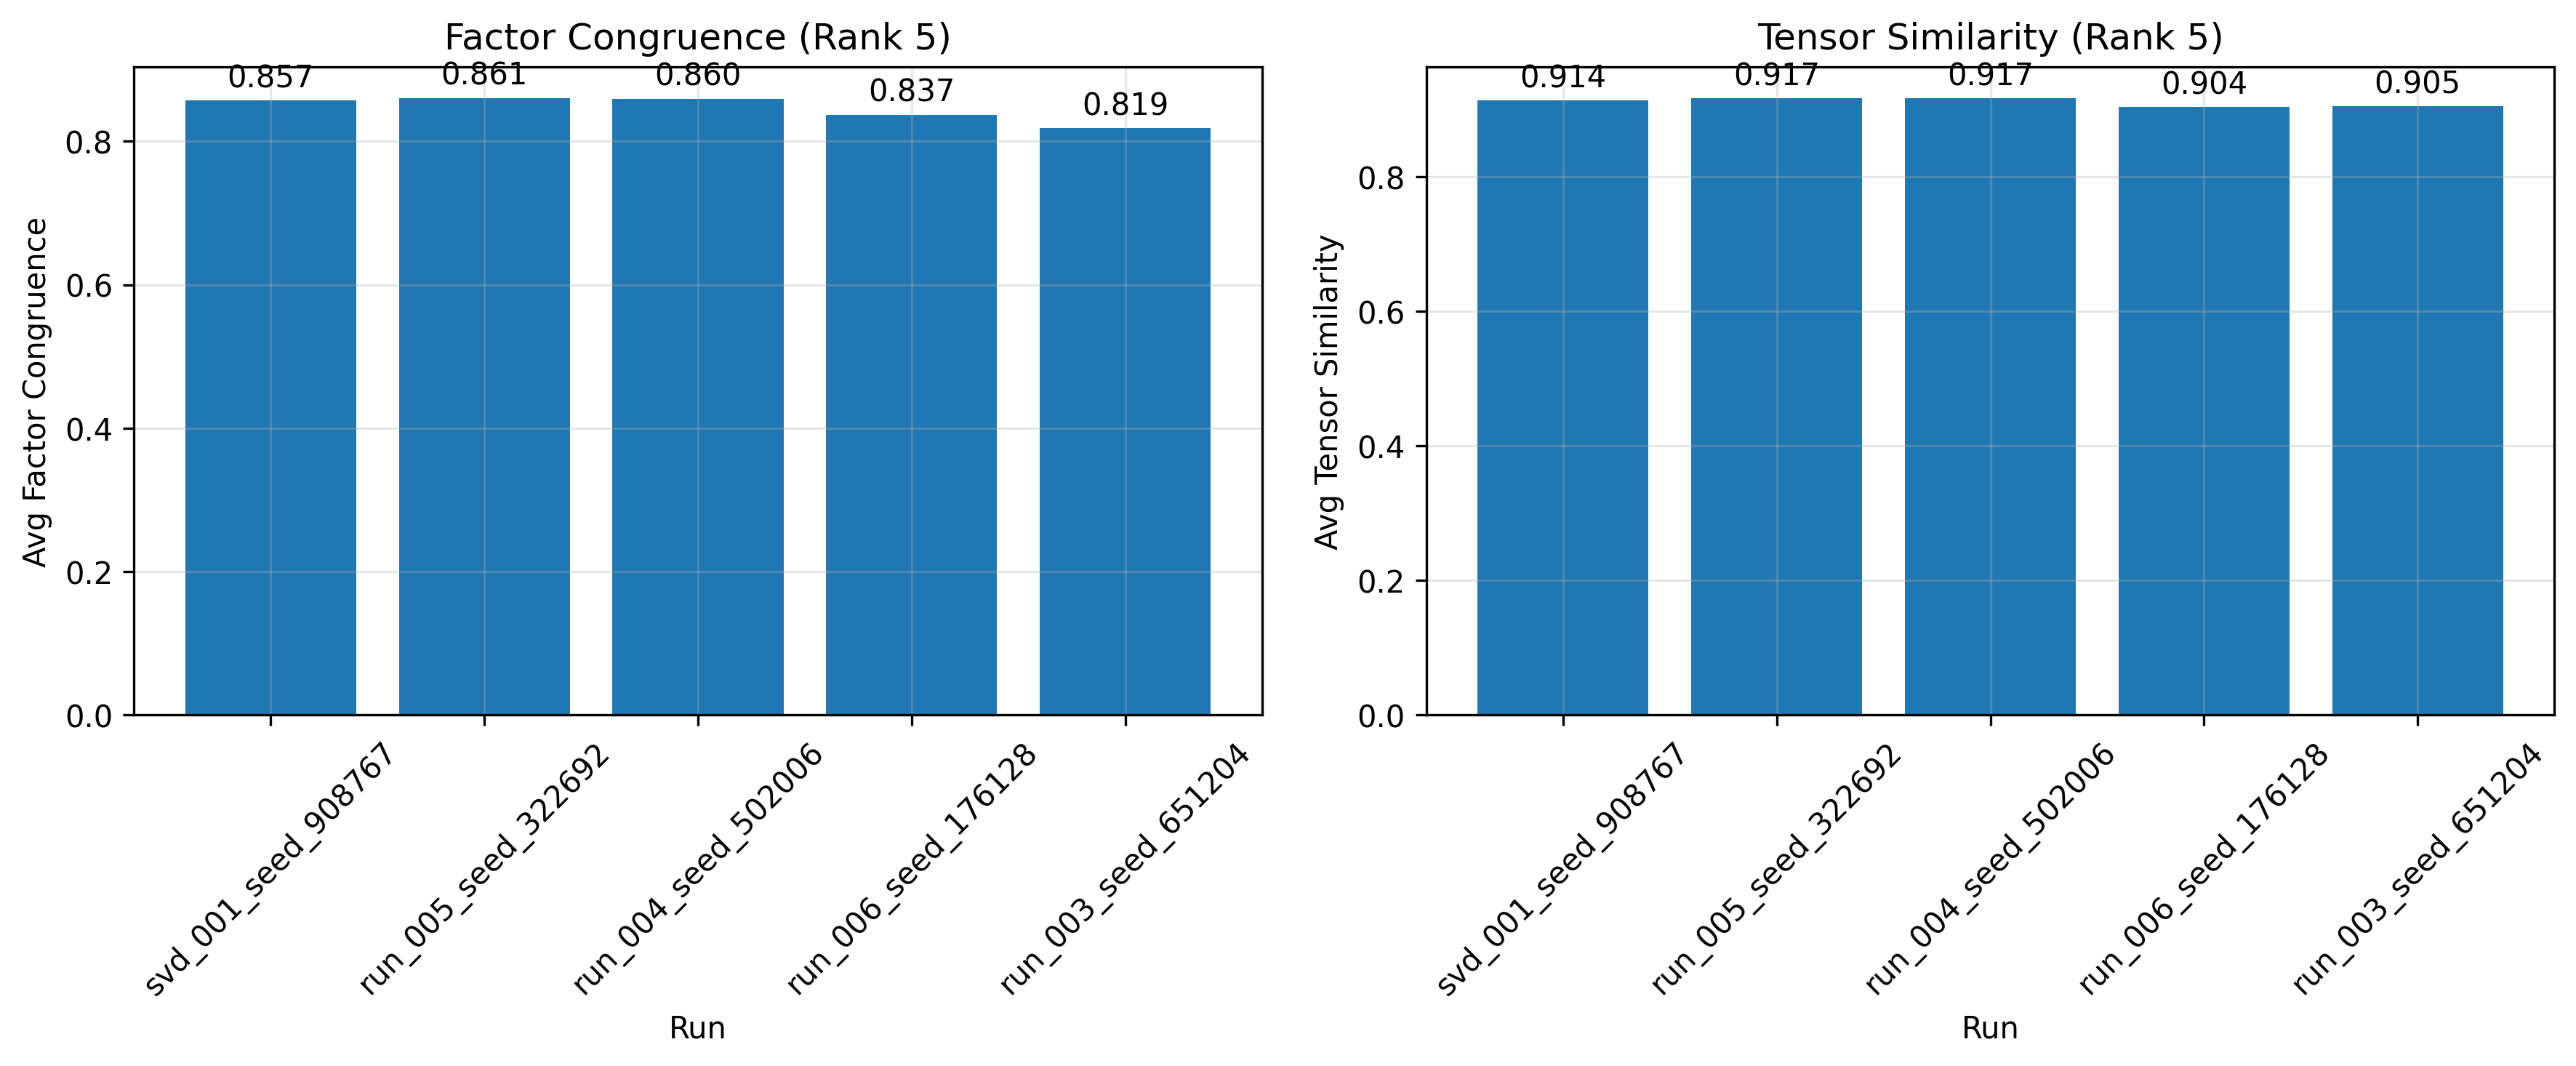 Factor Congruence (Rank 5)
0.857
0.861
0.860
0.837
0.819
0.8
0.6
0.4
0.2
0.0
Avg Factor Congruence
svd_001_seed_908767
run_005_seed_322692
run_004_seed_502006
run_006_seed_176128
run_003_seed_651204
Run
Tensor Similarity (Rank 5)
0.914
0.917
0.917
0.904
0.905
0.8
0.6
0.4
0.2
0.0
Avg Tensor Similarity
svd_001_seed_908767
run_005_seed_322692
run_004_seed_502006
run_006_seed_176128
run_003_seed_651204
Run